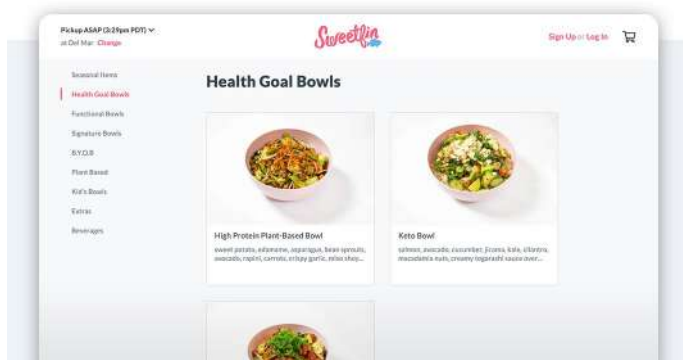 Pickup ASAP (3:29pm PDT)
at Del Mar Change
Sweetfin
Sign Up or Log In
Seasonal Items
Health Goal Bowls
Functional Bowls
Signature Bowls
B.Y.O.B
Plant Based
Kid's Bowls
Extras
Beverages
Health Goal Bowls
High Protein Plant-Based Bowl
sweet potato, edamame, asparagus, bean sprouts,
avocado, rapini, carrots, crispy garlic, miso shoy...
Keto Bowl
salmon, avocado, cucumber, jicama, kale, cilantro,
macadamia nuts, creamy togarashi sauce over...